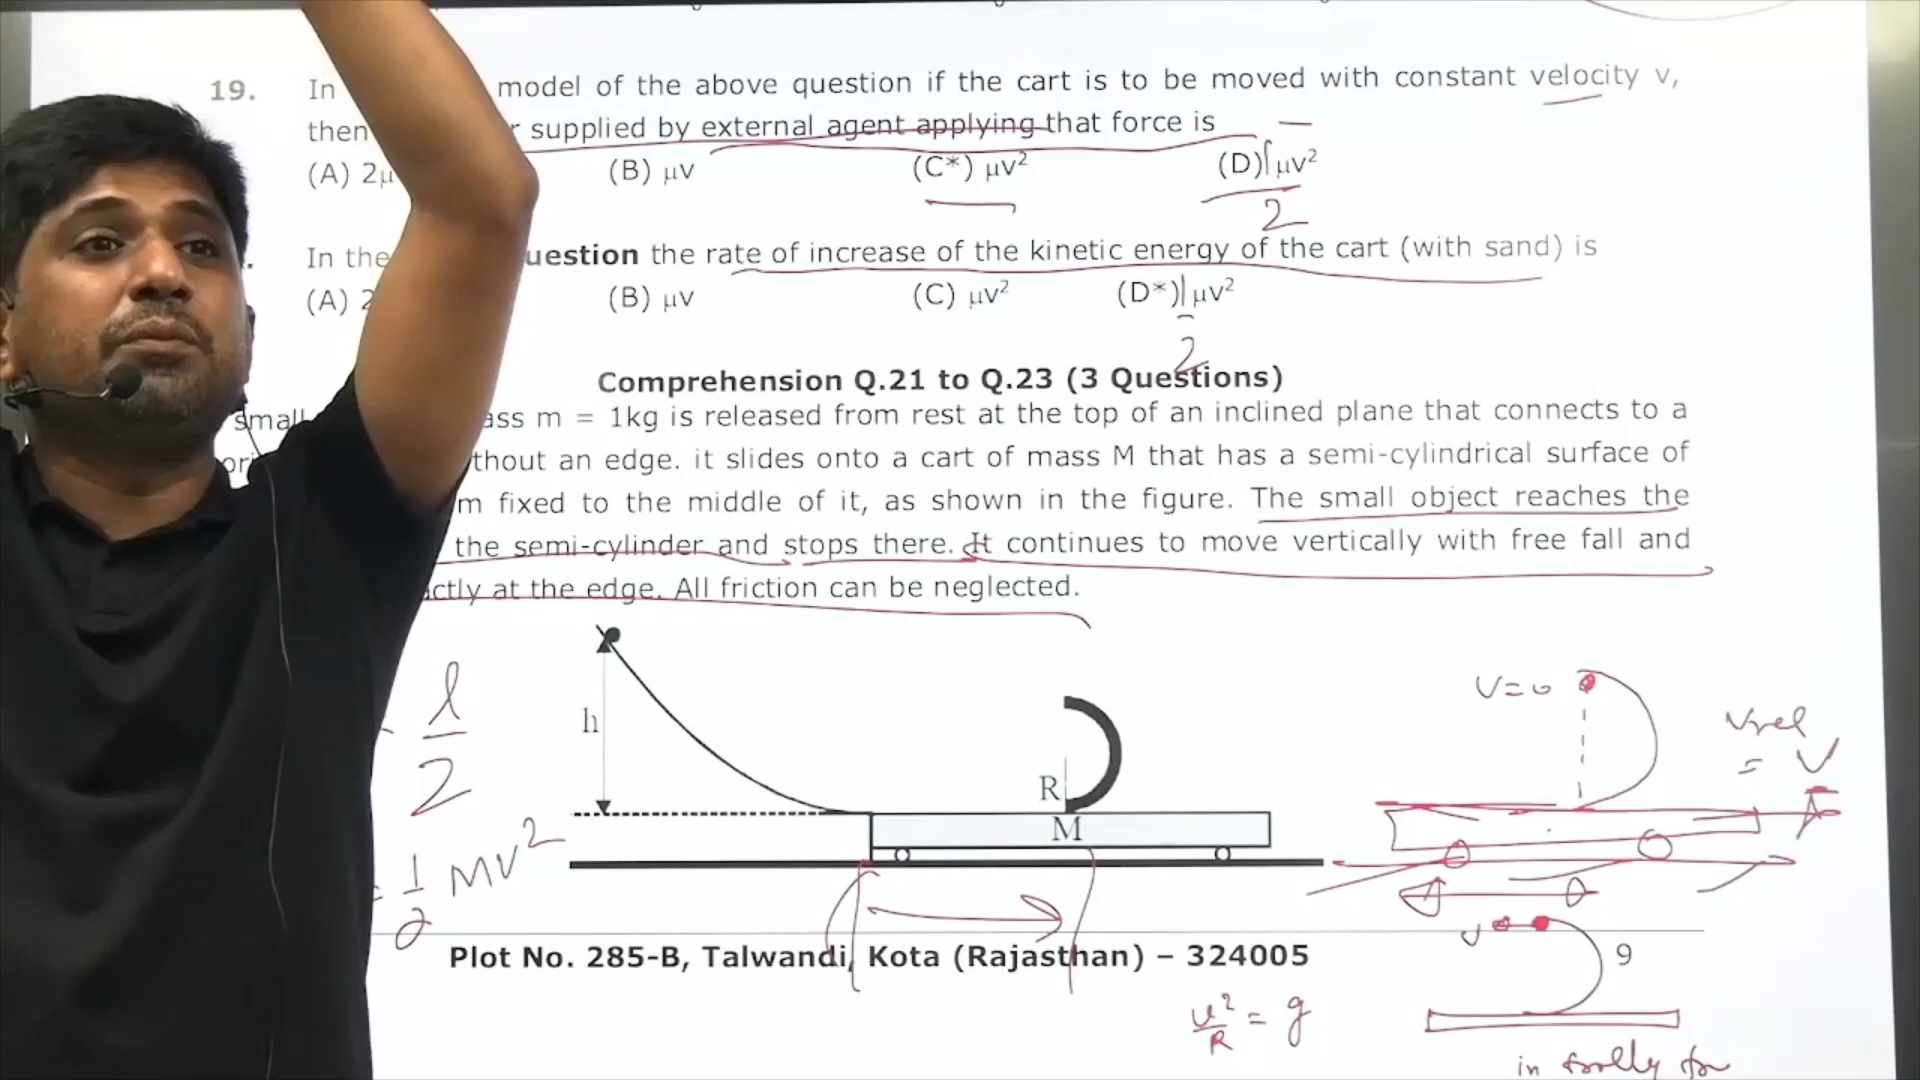 19. In model of the above question if the cart is to be moved with constant velocity v,
then supplied by external agent applying that force is
(A) 2μ (B) μv (C*) μv² (D) μv²
2
In the uestion the rate of increase of the kinetic energy of the cart (with sand) is
(A) 2 (B) μv (C) μv² (D*) μv²
2
Comprehension Q.21 to Q.23 (3 Questions)
small ass m = 1kg is released from rest at the top of an inclined plane that connects to a
thout an edge. it slides onto a cart of mass M that has a semi-cylindrical surface of
m fixed to the middle of it, as shown in the figure. The small object reaches the
the semi-cylinder and stops there. It continues to move vertically with free fall and
ctly at the edge. All friction can be neglected.
l/2
h
R
M
v=0
Vrel
= V
= 1/2 MV²
v
Plot No. 285-B, Talwandi, Kota (Rajasthan) – 324005
9
u²/R = g
in trolly